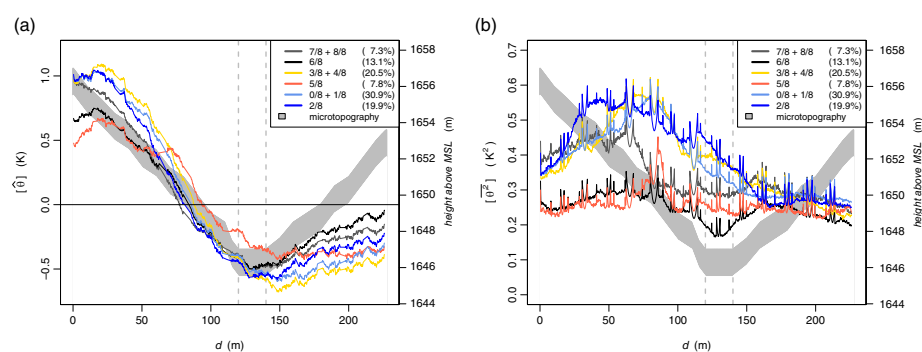 (a)
7/8 + 8/8 ( 7.3%)
6/8 (13.1%)
3/8 + 4/8 (20.5%)
5/8 ( 7.8%)
0/8 + 1/8 (30.9%)
2/8 (19.9%)
microtopography
[θ̂] (K)
1.0
0.5
0.0
−0.5
0 50 100 150 200
d (m)
1658
1656
1654
1652
1650
1648
1646
1644
height above MSL (m)
(b)
7/8 + 8/8 ( 7.3%)
6/8 (13.1%)
3/8 + 4/8 (20.5%)
5/8 ( 7.8%)
0/8 + 1/8 (30.9%)
2/8 (19.9%)
microtopography
[θ²] (K²)
0.7
0.6
0.5
0.4
0.3
0.2
0.1
0.0
0 50 100 150 200
d (m)
1658
1656
1654
1652
1650
1648
1646
1644
height above MSL (m)